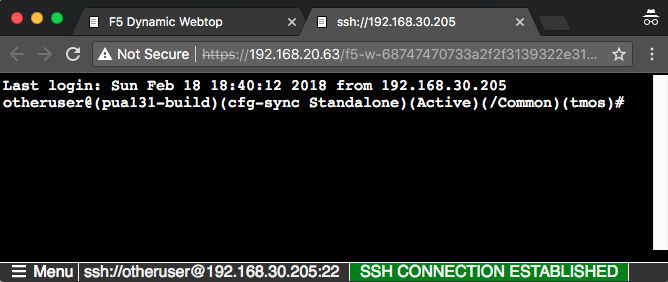 F5 Dynamic Webtop
ssh://192.168.30.205
Not Secure https://192.168.20.63/f5-w-68747470733a2f2f3139322e31...
Last login: Sun Feb 18 18:40:12 2018 from 192.168.30.205
otheruser@(pua131-build)(cfg-sync Standalone)(Active)(/Common)(tmos)#
☰ Menu ssh://otheruser@192.168.30.205:22 SSH CONNECTION ESTABLISHED